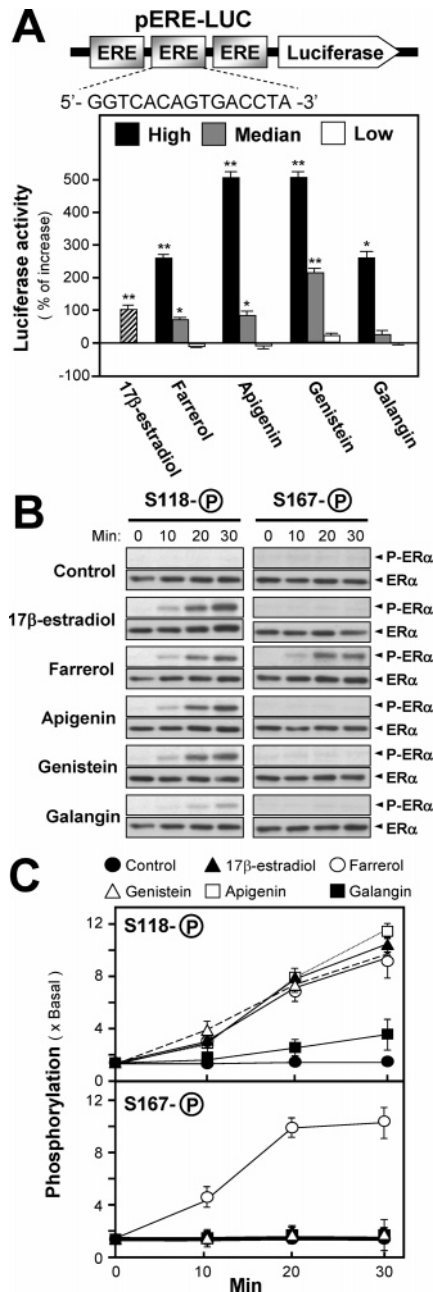 A
pERE-LUC
ERE ERE ERE Luciferase
5'- GGTCACAGTGACCTA -3'
High Median Low
Luciferase activity
( % of increase)
500
400
300
200
100
0
-100
** ** * ** * ** ** *
17β-estradiol
Farrerol
Apigenin
Genistein
Galangin
B
S118-P S167-P
Min: 0 10 20 30 0 10 20 30
Control
P-ERα
ERα
17β-estradiol
P-ERα
ERα
Farrerol
P-ERα
ERα
Apigenin
P-ERα
ERα
Genistein
P-ERα
ERα
Galangin
P-ERα
ERα
C
Control 17β-estradiol Farrerol
Genistein Apigenin Galangin
Phosphorylation ( x Basal)
S118-P
12
8
4
0
S167-P
12
8
4
0
0 10 20 30
Min